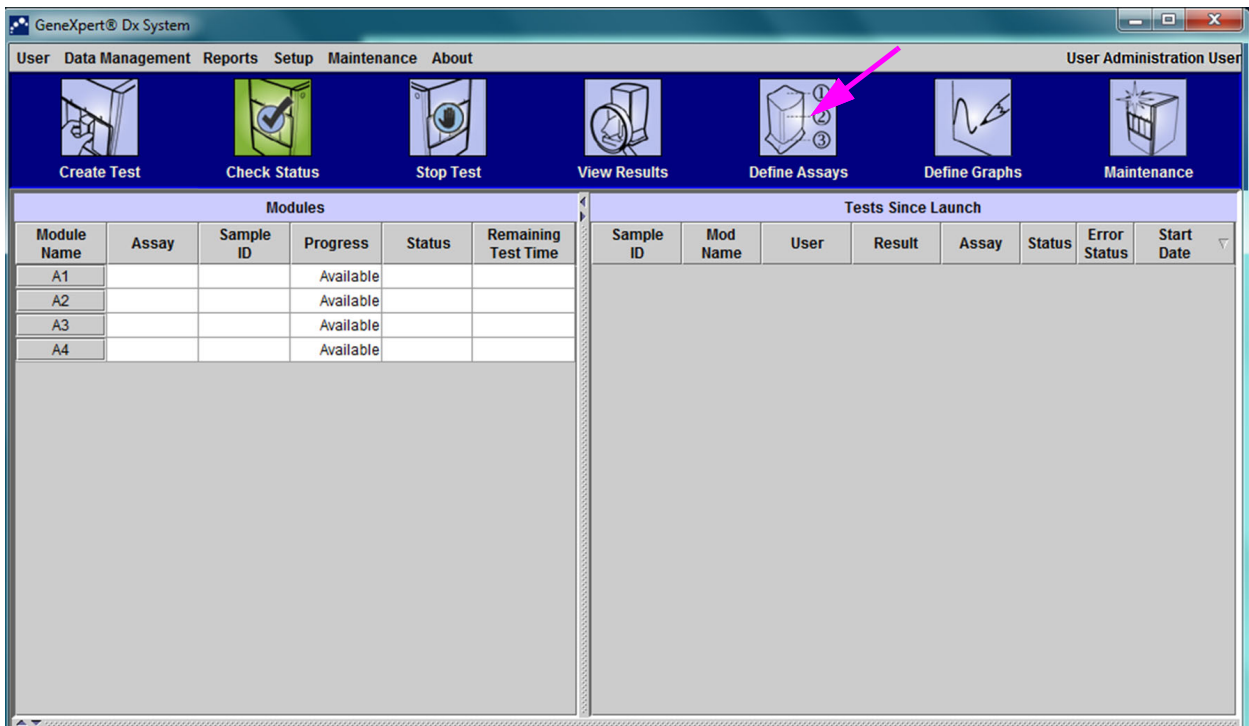 GeneXpert® Dx System
User Data Management Reports Setup Maintenance About User Administration User
1
2
3
Create Test Check Status Stop Test View Results Define Assays Define Graphs Maintenance
Modules
Module Name Assay Sample ID Progress Status Remaining Test Time
A1 Available
A2 Available
A3 Available
A4 Available
Tests Since Launch
Sample ID Mod Name User Result Assay Status Error Status Start Date